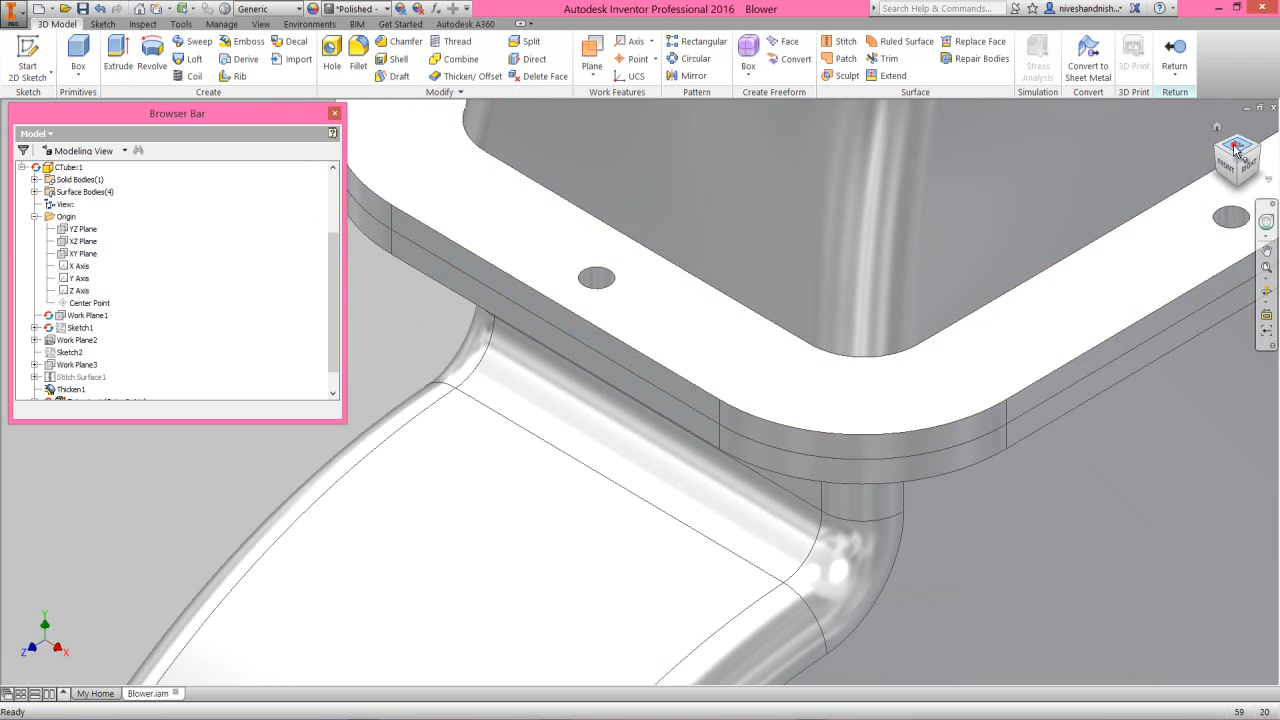 Generic
*Polished -
Autodesk Inventor Professional 2016 Blower
Search Help & Commands...
niveshandnish...
PRO
3D Model Sketch Inspect Tools Manage View Environments BIM Get Started Autodesk A360
Start
2D Sketch
Sketch
Box
Primitives
Extrude
Revolve
Sweep
Emboss
Decal
Loft
Derive
Import
Coil
Rib
Create
Hole
Fillet
Chamfer
Thread
Split
Shell
Combine
Direct
Draft
Thicken/ Offset
Delete Face
Modify
Plane
Axis
Point
UCS
Work Features
Rectangular
Circular
Mirror
Pattern
Box
Face
Convert
Create Freeform
Stitch
Ruled Surface
Replace Face
Patch
Trim
Repair Bodies
Sculpt
Extend
Surface
Stress
Analysis
Simulation
Convert to
Sheet Metal
Convert
3D Print
3D Print
Return
Return
Browser Bar
Model
Modeling View
CTube:1
Solid Bodies(1)
Surface Bodies(4)
View:
Origin
YZ Plane
XZ Plane
XY Plane
X Axis
Y Axis
Z Axis
Center Point
Work Plane1
Sketch1
Work Plane2
Sketch2
Work Plane3
Stitch Surface1
Thicken1
FRONT
RIGHT
Y
Z
X
My Home Blower.iam
Ready
59 20